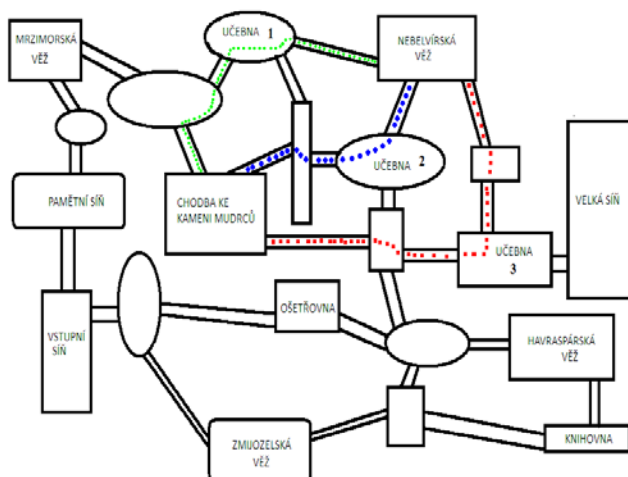 MRZIMORSKÁ
VĚŽ
UČEBNA 1
NEBELVÍRSKÁ
VĚŽ
UČEBNA 2
PAMĚTNÍ SÍŇ
CHODBA KE
KAMENI MUDRCŮ
VELKÁ SÍŇ
UČEBNA
3
VSTUPNÍ
SÍŇ
OŠETŘOVNA
HAVRASPÁRSKÁ
VĚŽ
ZMIJOZELSKÁ
VĚŽ
KNIHOVNA